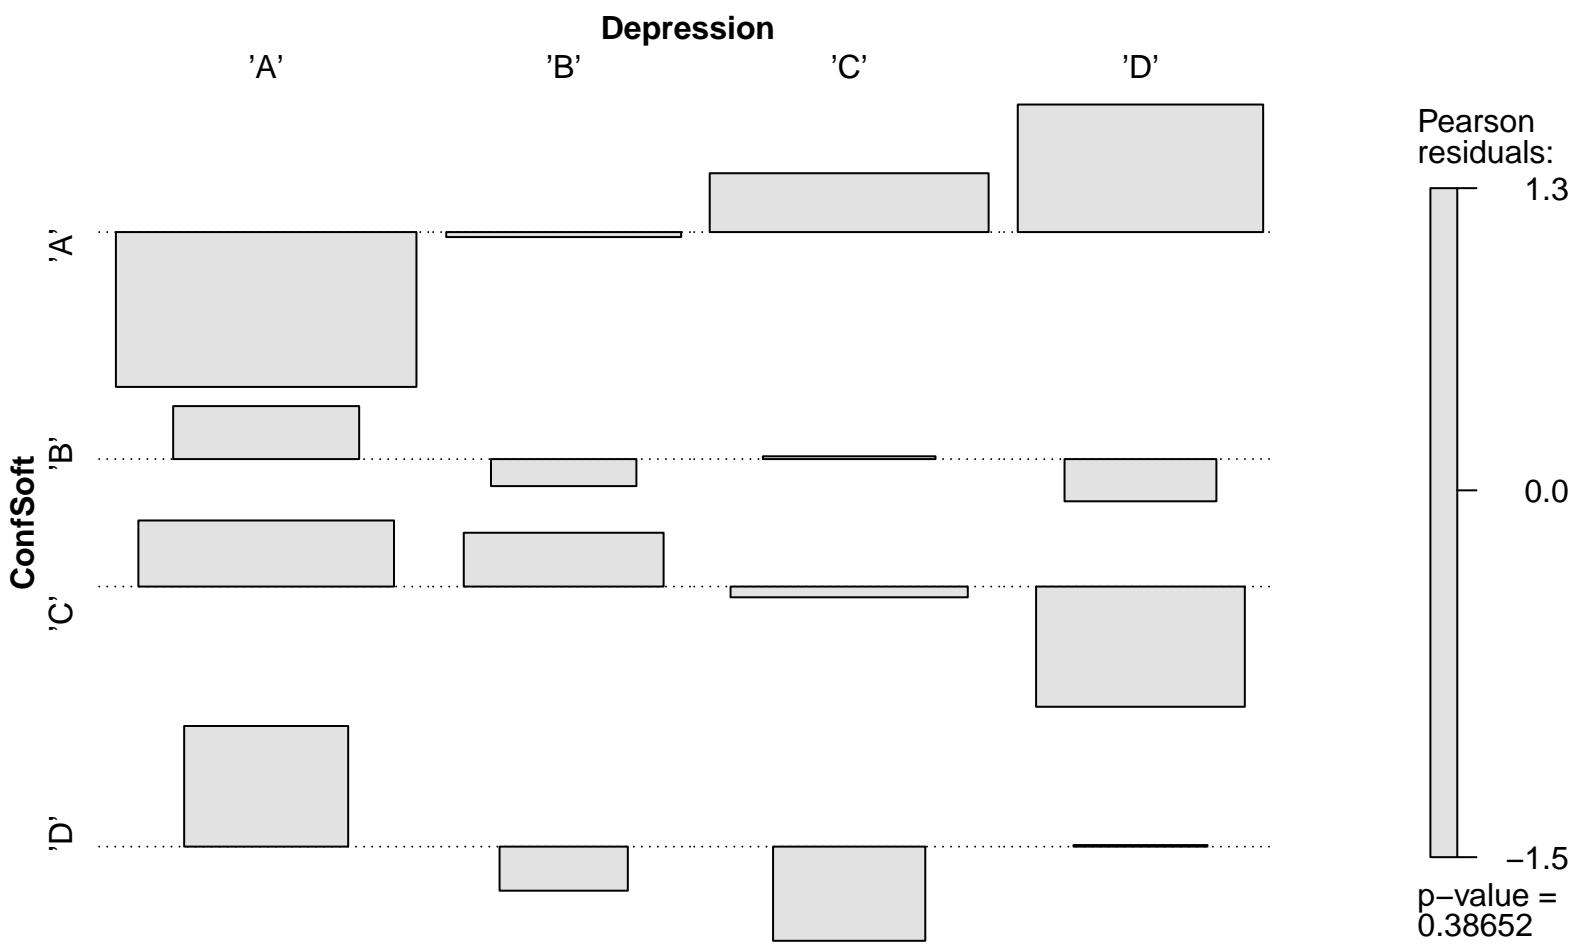 Depression
’A’
’B’
’C’
’D’
ConfSoft
’A’
’B’
’C’
’D’
Pearson
residuals:
1.3
0.0
−1.5
p−value =
0.38652